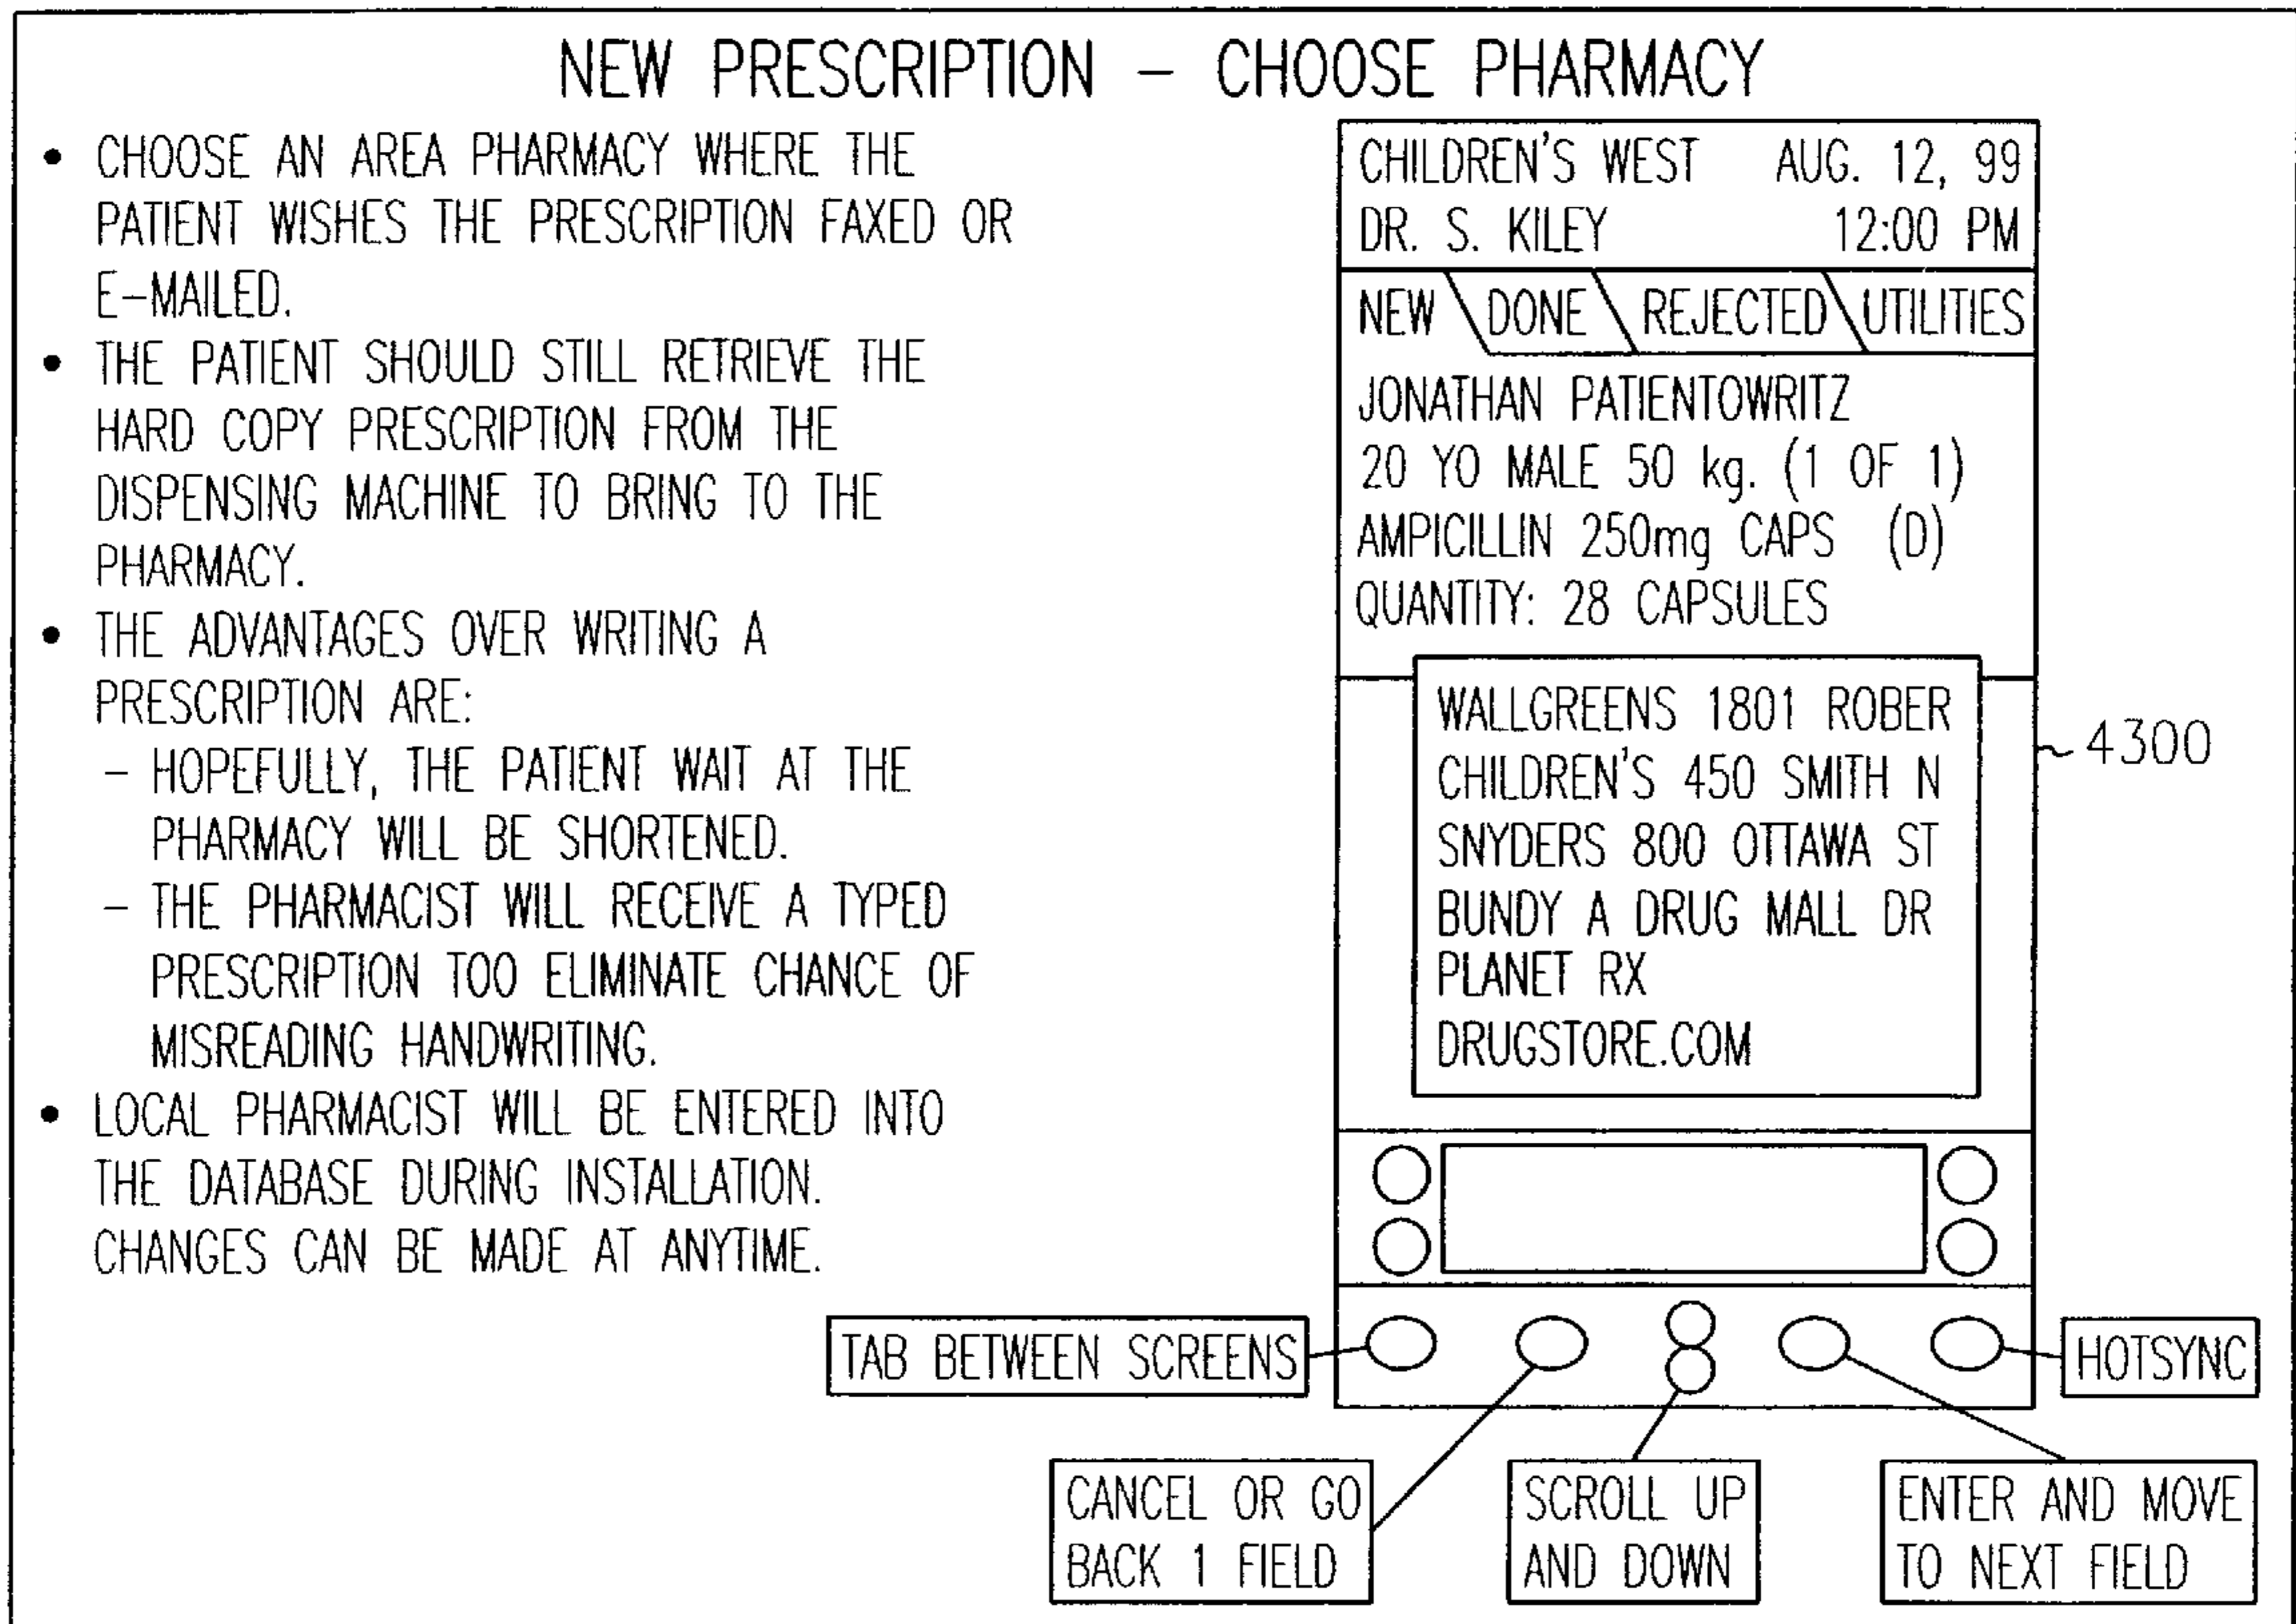 NEW PRESCRIPTION – CHOOSE PHARMACY
• CHOOSE AN AREA PHARMACY WHERE THE
PATIENT WISHES THE PRESCRIPTION FAXED OR
E–MAILED.
• THE PATIENT SHOULD STILL RETRIEVE THE
HARD COPY PRESCRIPTION FROM THE
DISPENSING MACHINE TO BRING TO THE
PHARMACY.
• THE ADVANTAGES OVER WRITING A
PRESCRIPTION ARE:
– HOPEFULLY, THE PATIENT WAIT AT THE
PHARMACY WILL BE SHORTENED.
– THE PHARMACIST WILL RECEIVE A TYPED
PRESCRIPTION TOO ELIMINATE CHANCE OF
MISREADING HANDWRITING.
• LOCAL PHARMACIST WILL BE ENTERED INTO
THE DATABASE DURING INSTALLATION.
CHANGES CAN BE MADE AT ANYTIME.
CHILDREN'S WEST AUG. 12, 99
DR. S. KILEY 12:00 PM
NEW DONE REJECTED UTILITIES
JONATHAN PATIENTOWRITZ
20 YO MALE 50 kg. (1 OF 1)
AMPICILLIN 250mg CAPS (D)
QUANTITY: 28 CAPSULES
WALLGREENS 1801 ROBER
CHILDREN'S 450 SMITH N
SNYDERS 800 OTTAWA ST
BUNDY A DRUG MALL DR
PLANET RX
DRUGSTORE.COM
4300
TAB BETWEEN SCREENS
HOTSYNC
CANCEL OR GO
BACK 1 FIELD
SCROLL UP
AND DOWN
ENTER AND MOVE
TO NEXT FIELD